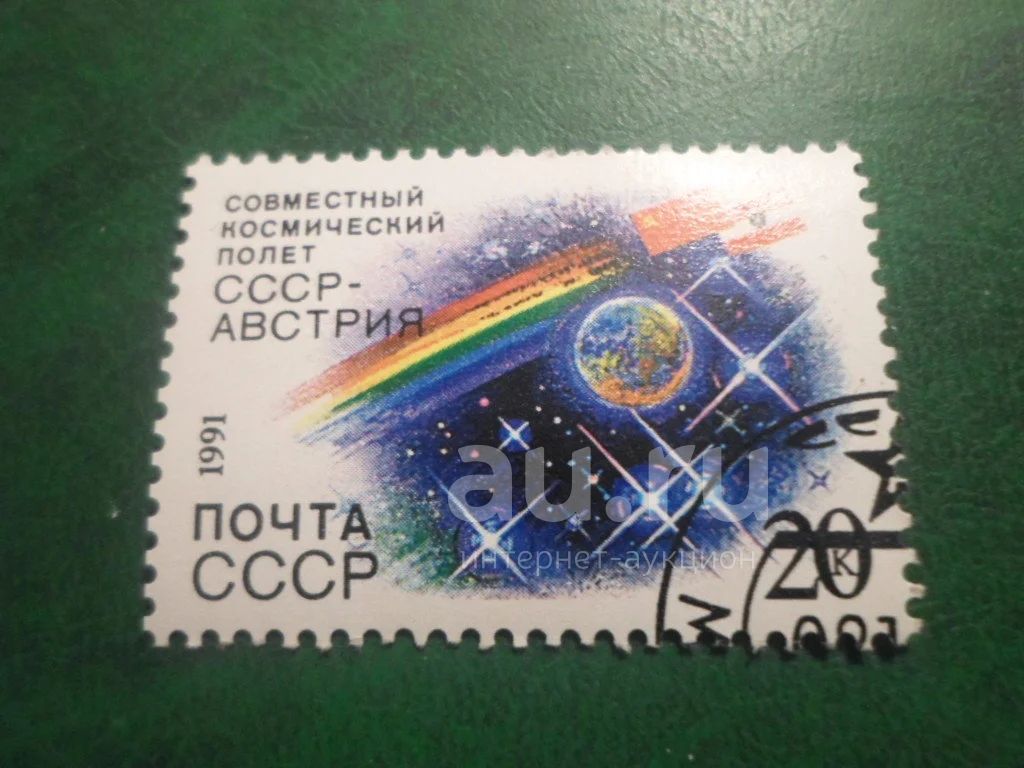 СОВМЕСТНЫЙ
КОСМИЧЕСКИЙ
ПОЛЕТ
СССР-
АВСТРИЯ
1991
ПОЧТА
СССР
20
к
au.ru
интернет-аукцион
М